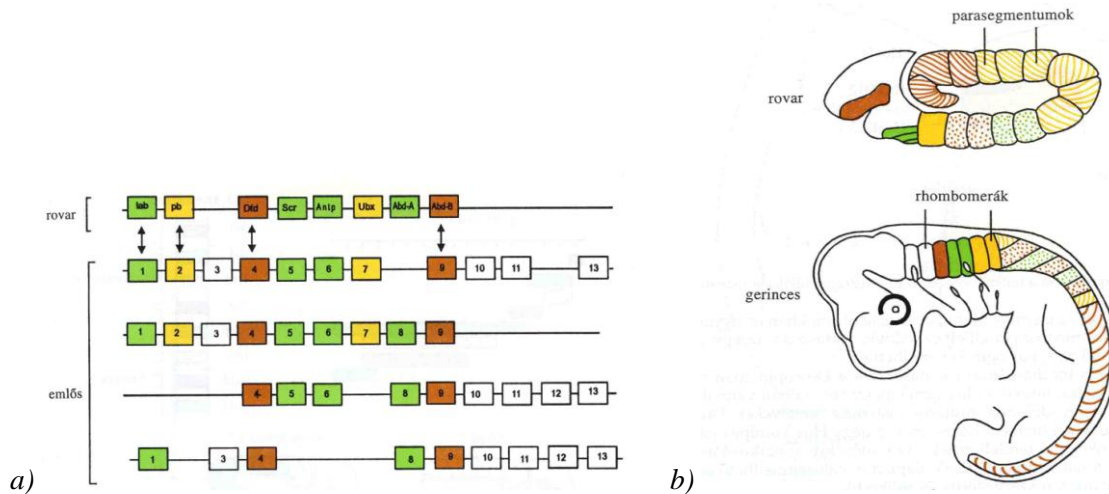 rovar
lab pb Dfd Scr Antp Ubx Abd-A Abd-B
emlős
1 2 3 4 5 6 7 9 10 11 13
1 2 3 4 5 6 7 8 9
4 5 6 8 9 10 11 12 13
1 3 4 8 9 10 11 12 13
a)
parasegmentumok
rovar
rhombomerák
gerinces
b)